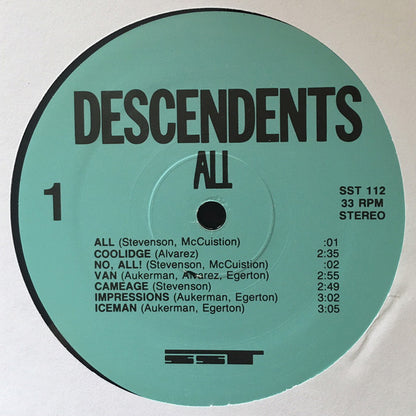 DESCENDENTS
ALL
1
SST 112
33 RPM
STEREO
ALL (Stevenson, McCuistion) :01
COOLIDGE (Alvarez) 2:35
NO, ALL! (Stevenson, McCuistion) :02
VAN (Aukerman, Alvarez, Egerton) 2:55
CAMEAGE (Stevenson) 2:49
IMPRESSIONS (Aukerman, Egerton) 3:02
ICEMAN (Aukerman, Egerton) 3:05
SST